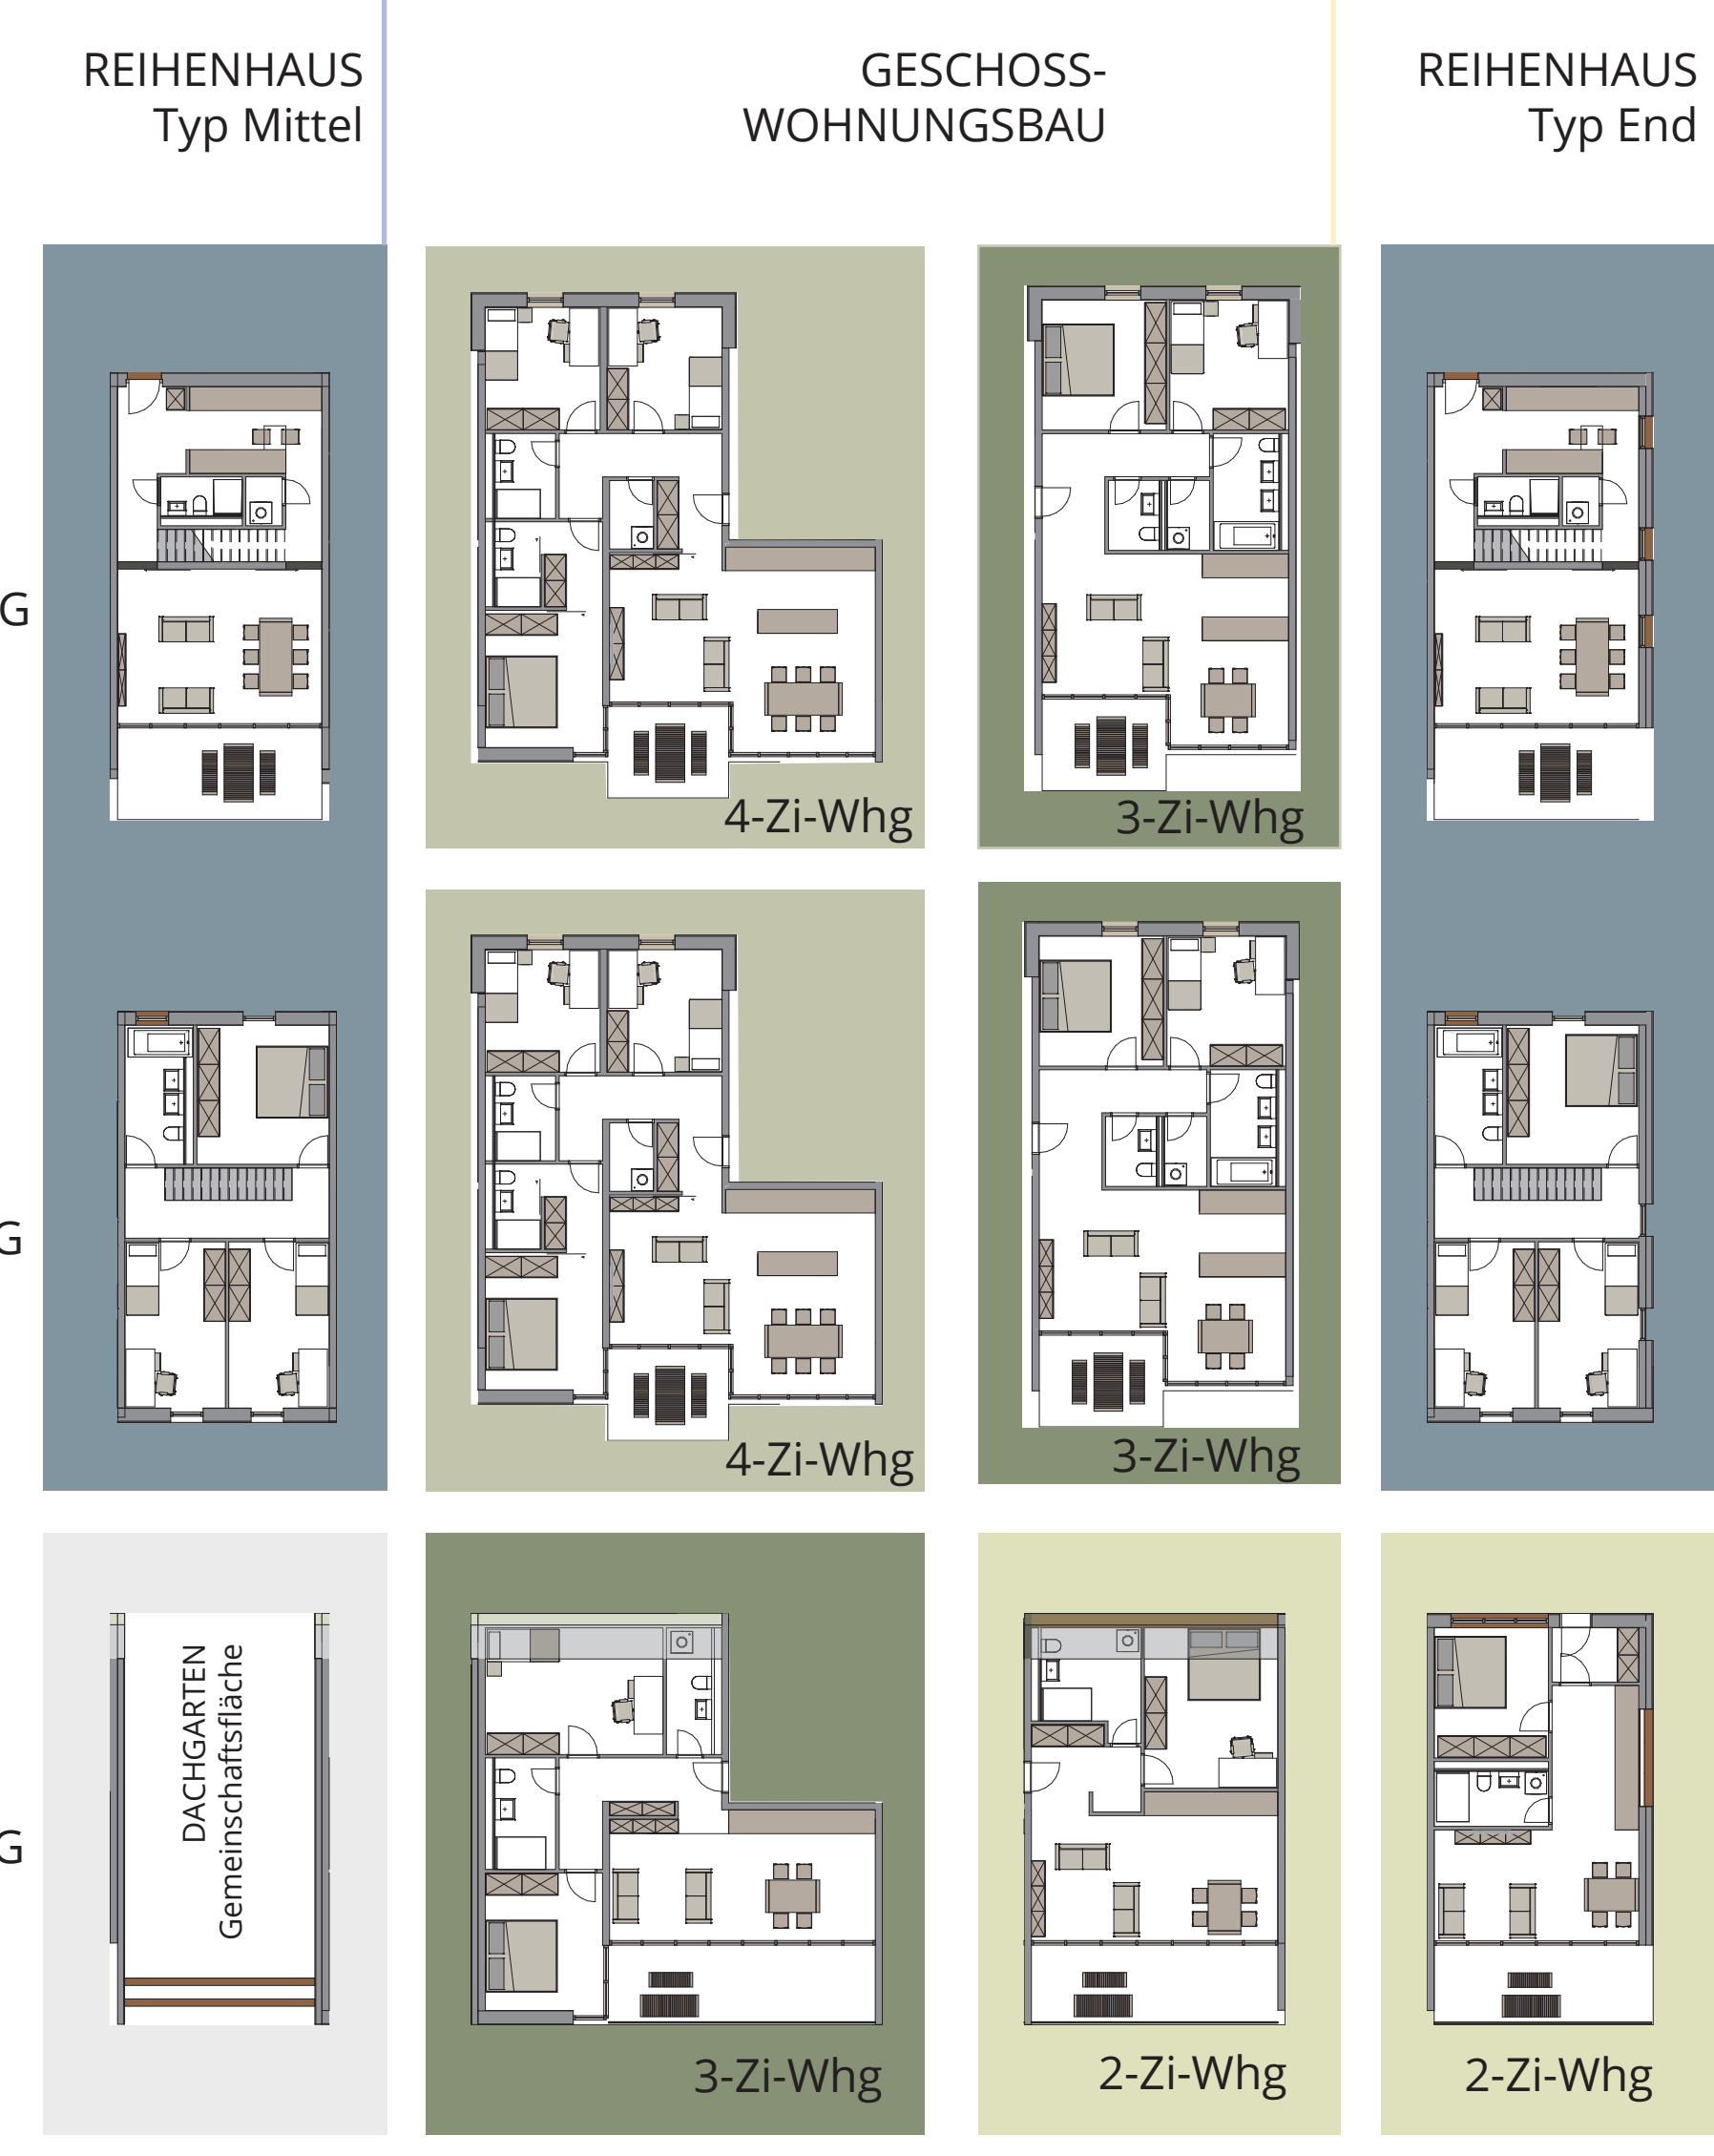 REIHENHAUS
Typ Mittel
GESCHOSS-
WOHNUNGSBAU
REIHENHAUS
Typ End
G
4-Zi-Whg
3-Zi-Whg
G
4-Zi-Whg
3-Zi-Whg
G
DACHGARTEN
Gemeinschaftsfläche
3-Zi-Whg
2-Zi-Whg
2-Zi-Whg